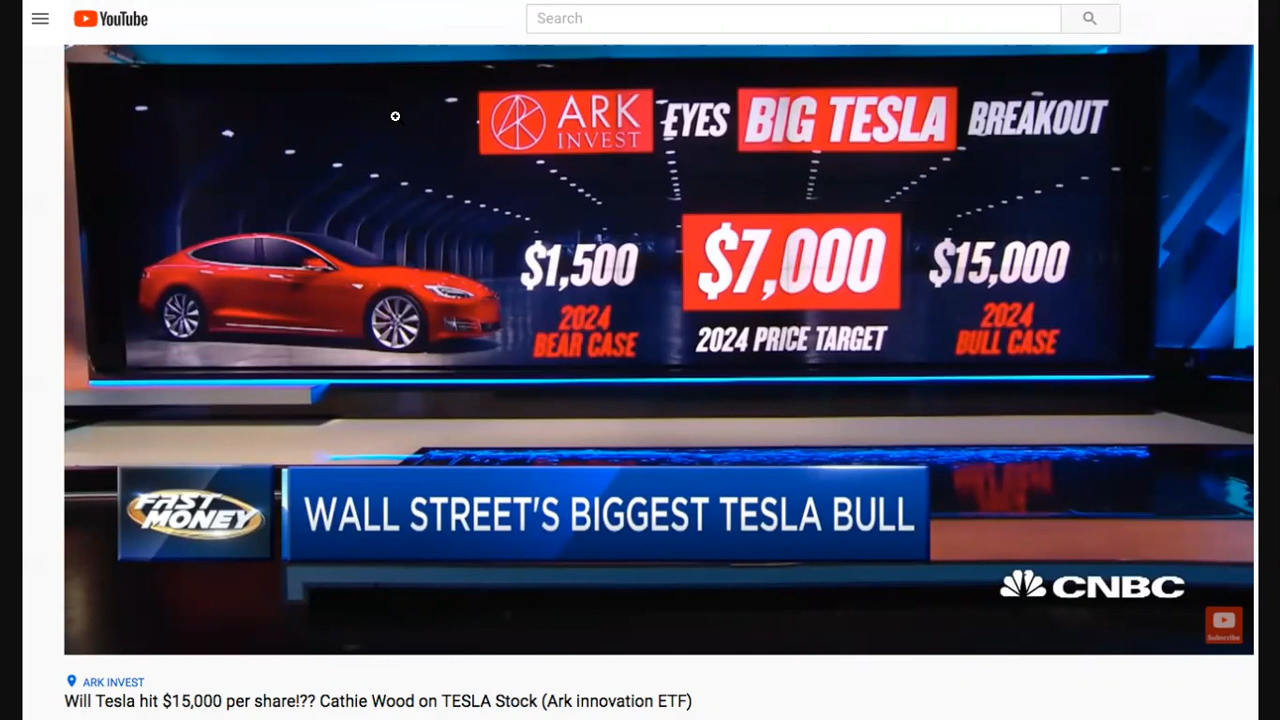 YouTube
Search
ARK INVEST EYES BIG TESLA BREAKOUT
$1,500
2024
BEAR CASE
$7,000
2024 PRICE TARGET
$15,000
2024
BULL CASE
FAST MONEY
WALL STREET'S BIGGEST TESLA BULL
CNBC
Subscribe
ARK INVEST
Will Tesla hit $15,000 per share!?? Cathie Wood on TESLA Stock (Ark innovation ETF)